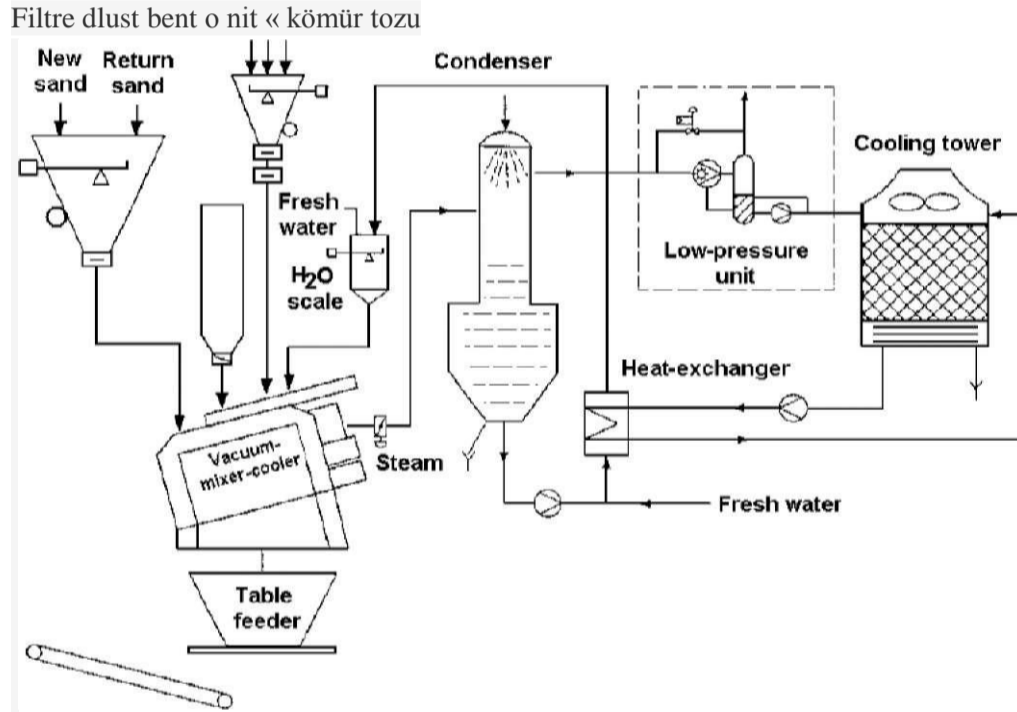 Filtre dlust bent o nit « kömür tozu
New sand
Return sand
Condenser
Cooling tower
Fresh water
H₂O scale
Low-pressure unit
Heat-exchanger
Vacuum-mixer-cooler
Steam
Fresh water
Table feeder